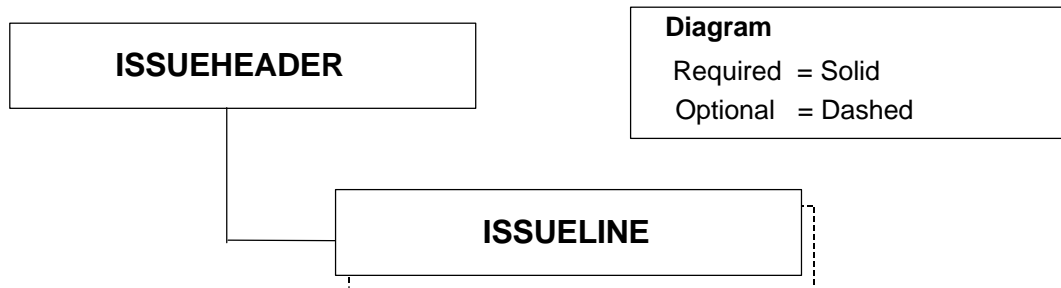 Diagram
ISSUEHEADER
Required = Solid
Optional = Dashed
ISSUELINE